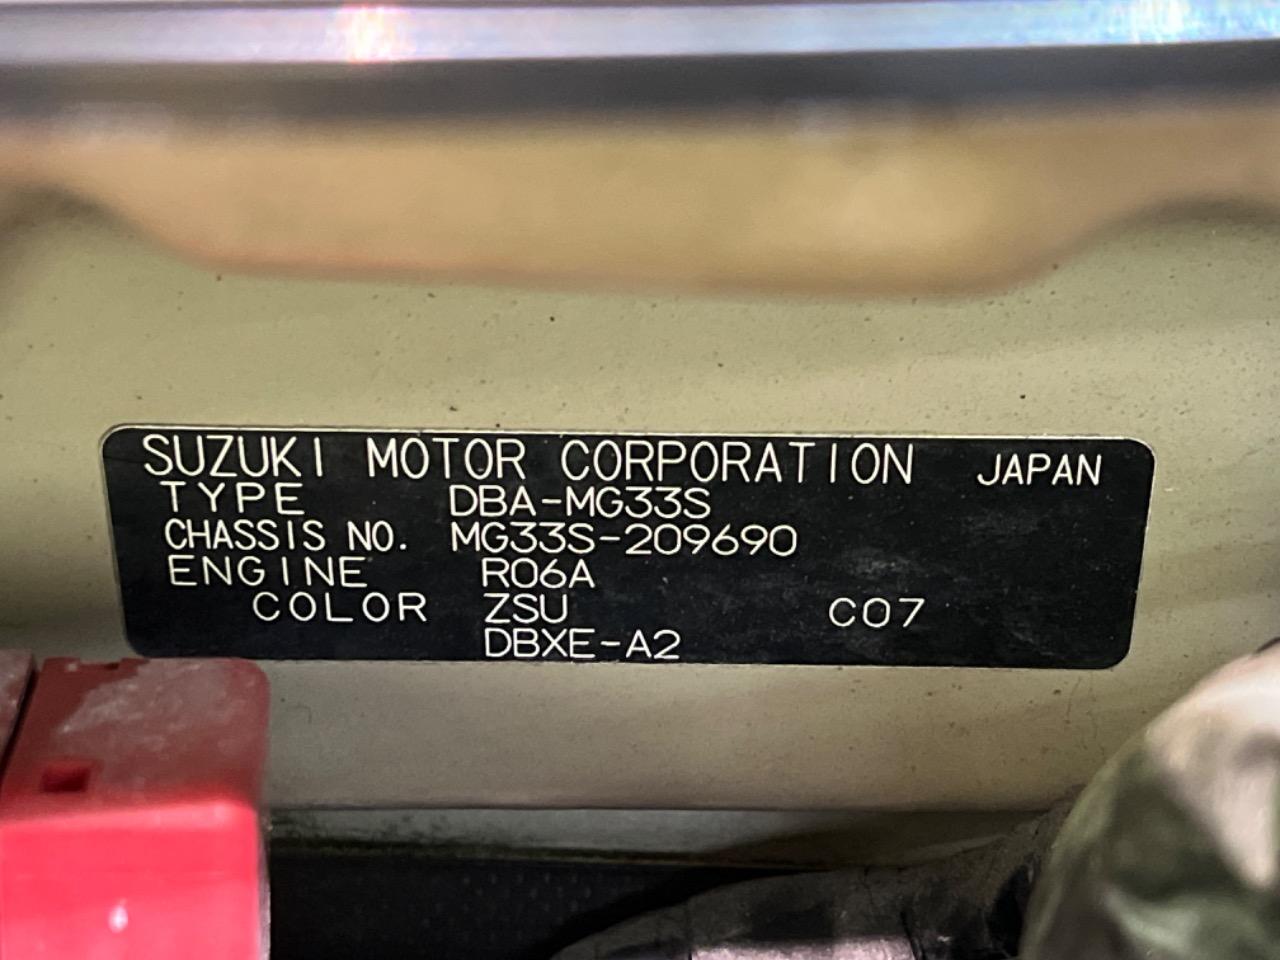 SUZUKI MOTOR CORPORATION JAPAN
TYPE DBA-MG33S
CHASSIS NO. MG33S-209690
ENGINE R06A
COLOR ZSU C07
DBXE-A2